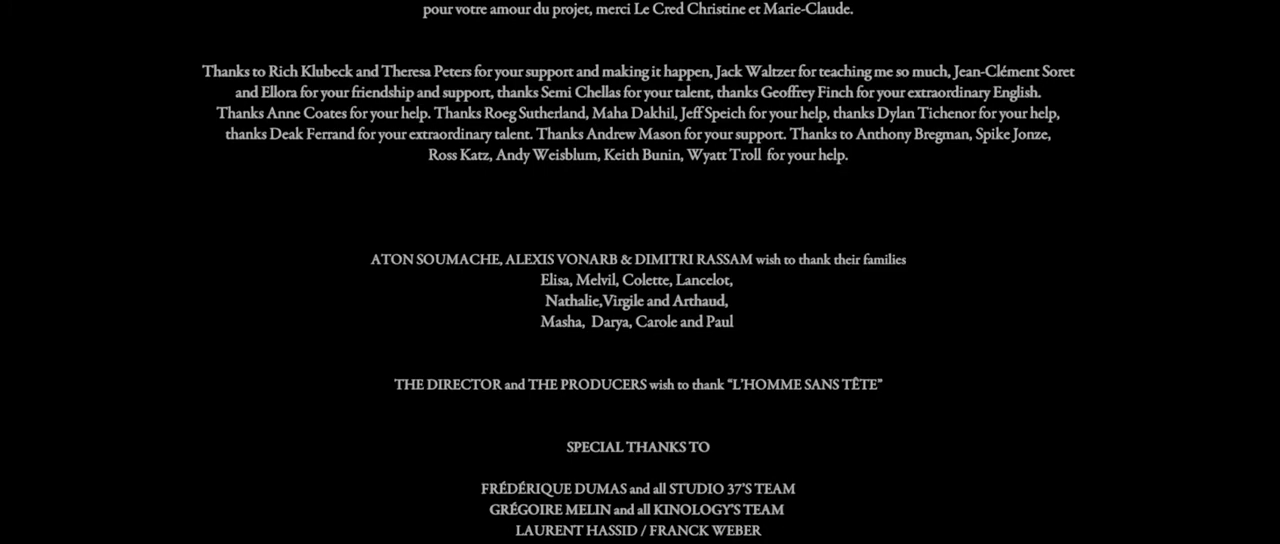 pour votre amour du projet, merci Le Cred Christine et Marie-Claude.
Thanks to Rich Klubeck and Theresa Peters for your support and making it happen, Jack Waltzer for teaching me so much, Jean-Clément Soret
and Ellora for your friendship and support, thanks Semi Chellas for your talent, thanks Geoffrey Finch for your extraordinary English.
Thanks Anne Coates for your help. Thanks Roeg Sutherland, Maha Dakhil, Jeff Speich for your help, thanks Dylan Tichenor for your help,
thanks Deak Ferrand for your extraordinary talent. Thanks Andrew Mason for your support. Thanks to Anthony Bregman, Spike Jonze,
Ross Katz, Andy Weisblum, Keith Bunin, Wyatt Troll for your help.
ATON SOUMACHE, ALEXIS VONARB & DIMITRI RASSAM wish to thank their families
Elisa, Melvil, Colette, Lancelot,
Nathalie,Virgile and Arthaud,
Masha, Darya, Carole and Paul
THE DIRECTOR and THE PRODUCERS wish to thank “L’HOMME SANS TÊTE”
SPECIAL THANKS TO
FRÉDÉRIQUE DUMAS and all STUDIO 37’S TEAM
GRÉGOIRE MELIN and all KINOLOGY’S TEAM
LAURENT HASSID / FRANCK WEBER